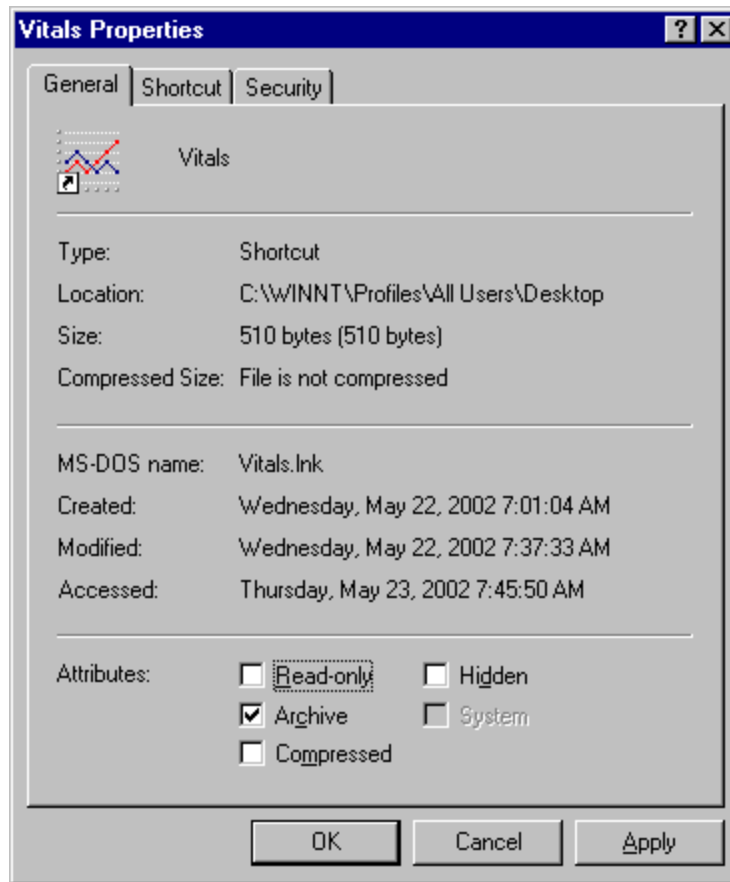 Vitals Properties
General Shortcut Security
Vitals
Type: Shortcut
Location: C:\WINNT\Profiles\All Users\Desktop
Size: 510 bytes (510 bytes)
Compressed Size: File is not compressed
MS-DOS name: Vitals.lnk
Created: Wednesday, May 22, 2002 7:01:04 AM
Modified: Wednesday, May 22, 2002 7:37:33 AM
Accessed: Thursday, May 23, 2002 7:45:50 AM
Attributes: Read-only Hidden
Archive System
Compressed
OK Cancel Apply